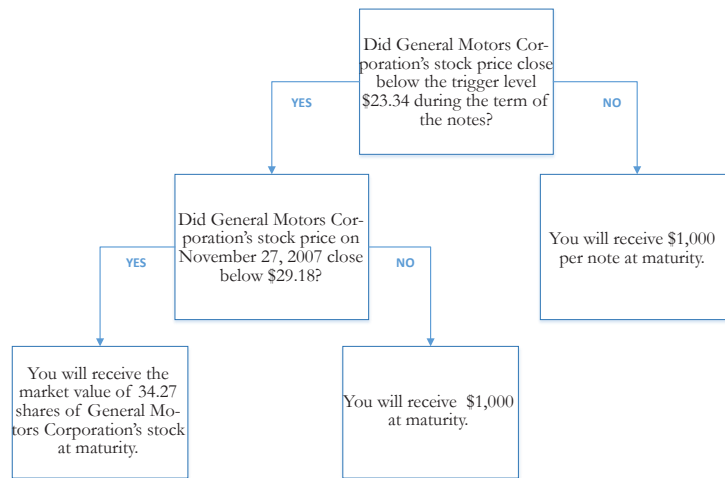 Did General Motors Cor-
poration's stock price close
below the trigger level
$23.34 during the term of
the notes?
YES
NO
Did General Motors Cor-
poration's stock price on
November 27, 2007 close
below $29.18?
You will receive $1,000
per note at maturity.
YES
NO
You will receive the
market value of 34.27
shares of General Mo-
tors Corporation's stock
at maturity.
You will receive $1,000
at maturity.